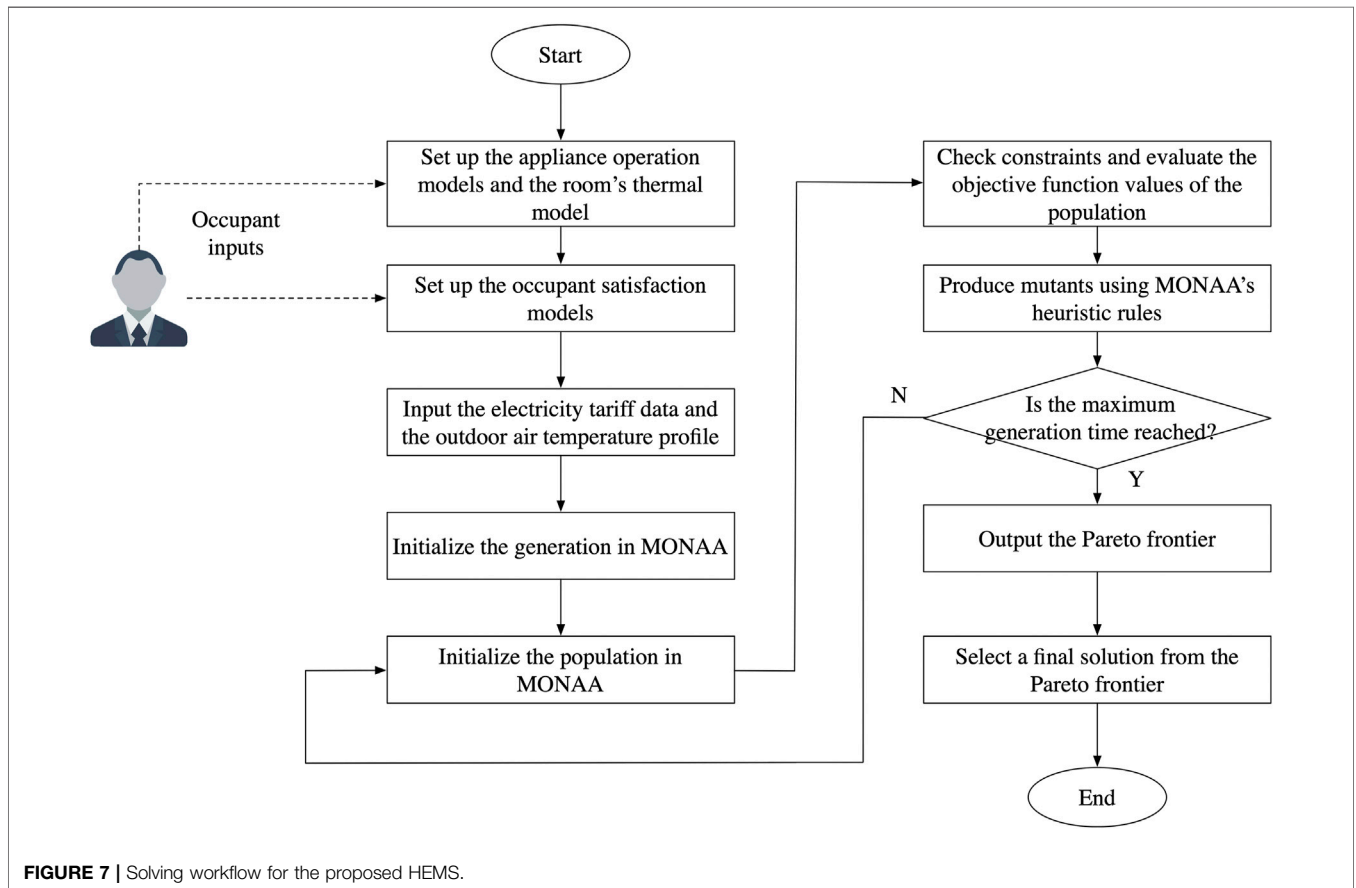 Start
Set up the appliance operation
models and the room's thermal
model
Occupant
inputs
Set up the occupant satisfaction
models
Input the electricity tariff data and
the outdoor air temperature profile
Initialize the generation in MONAA
Initialize the population in
MONAA
Check constraints and evaluate the
objective function values of the
population
Produce mutants using MONAA's
heuristic rules
N
Is the maximum
generation time reached?
Y
Output the Pareto frontier
Select a final solution from the
Pareto frontier
End
FIGURE 7 | Solving workflow for the proposed HEMS.